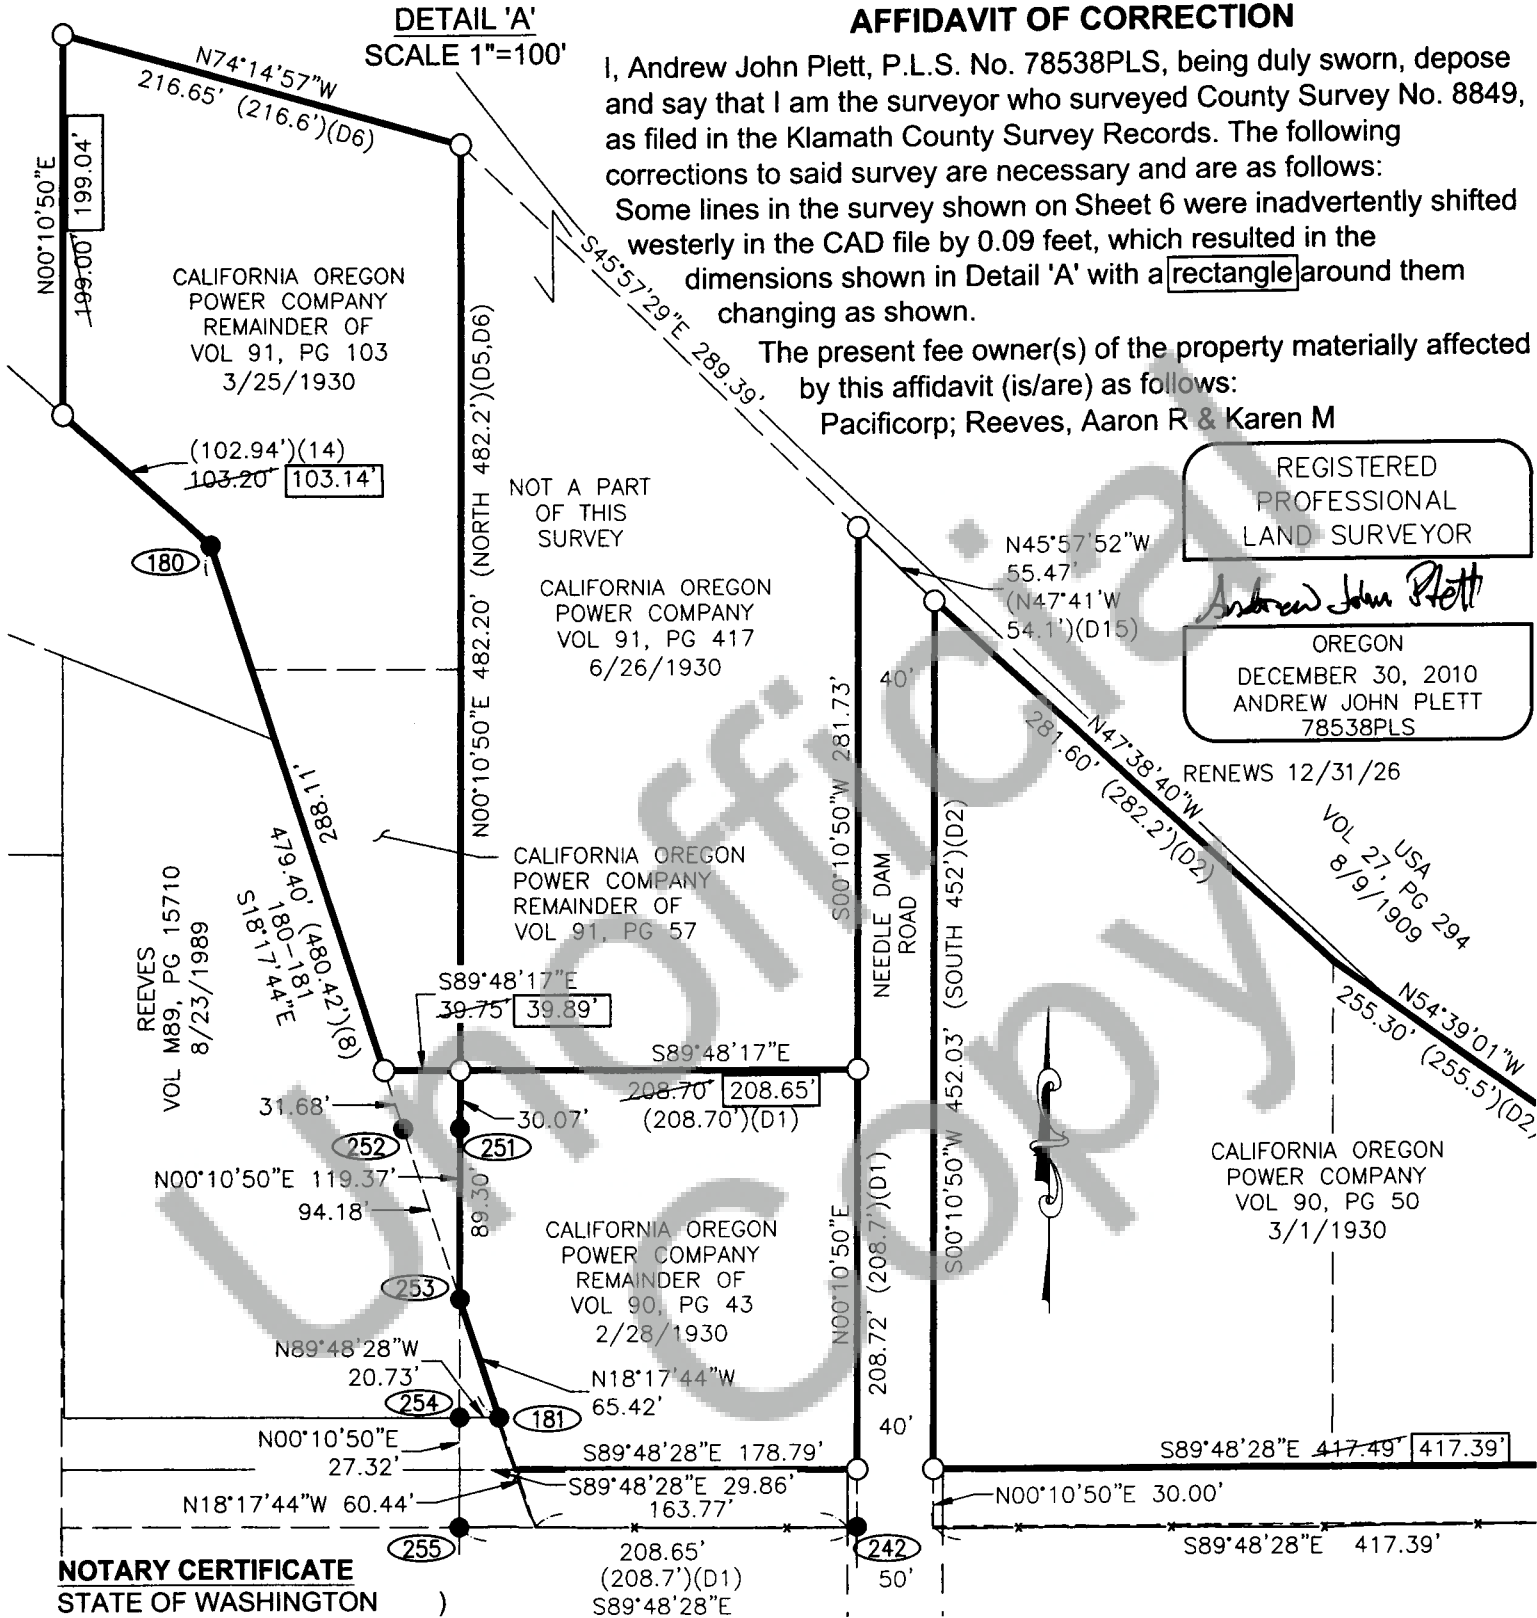 DETAIL 'A'
SCALE 1"=100'
AFFIDAVIT OF CORRECTION
I, Andrew John Plett, P.L.S. No. 78538PLS, being duly sworn, depose
and say that I am the surveyor who surveyed County Survey No. 8849,
as filed in the Klamath County Survey Records. The following
corrections to said survey are necessary and are as follows:
Some lines in the survey shown on Sheet 6 were inadvertently shifted
westerly in the CAD file by 0.09 feet, which resulted in the
dimensions shown in Detail 'A' with a rectangle around them
changing as shown.
The present fee owner(s) of the property materially affected
by this affidavit (is/are) as follows:
Pacificorp; Reeves, Aaron R & Karen M
REGISTERED
PROFESSIONAL
LAND SURVEYOR
Andrew John Plett
OREGON
DECEMBER 30, 2010
ANDREW JOHN PLETT
78538PLS
RENEWS 12/31/26
N74°14'57"W
216.65' (216.6')(D6)
N00°10'50"E
199.00' 199.04'
CALIFORNIA OREGON
POWER COMPANY
REMAINDER OF
VOL 91, PG 103
3/25/1930
(102.94')(14)
103.20' 103.14'
180
N00°10'50"E 482.20' (NORTH 482.2')(D5,D6)
S45°57'29"E 289.39'
NOT A PART
OF THIS
SURVEY
CALIFORNIA OREGON
POWER COMPANY
VOL 91, PG 417
6/26/1930
N45°57'52"W
55.47'
(N47°41'W
54.1')(D15)
40'
S00°10'50"W 281.73'
NEEDLE DAM
ROAD
N47°38'40"W
281.60' (282.2')(D2)
USA
VOL 27, PG 294
8/9/1909
N54°39'01"W
255.30' (255.5')(D2)
S00°10'50"W 452.03' (SOUTH 452')(D2)
288.11'
479.40' (480.42')(8)
180-181
S18°17'44"E
REEVES
VOL M89, PG 15710
8/23/1989
CALIFORNIA OREGON
POWER COMPANY
REMAINDER OF
VOL 91, PG 57
S89°48'17"E
39.75' 39.89'
S89°48'17"E
208.70' 208.65'
(208.70')(D1)
31.68'
30.07'
252
251
N00°10'50"E 119.37'
94.18'
89.30'
CALIFORNIA OREGON
POWER COMPANY
REMAINDER OF
VOL 90, PG 43
2/28/1930
N00°10'50"E
208.72' (208.7')(D1)
CALIFORNIA OREGON
POWER COMPANY
VOL 90, PG 50
3/1/1930
253
N89°48'28"W
20.73'
254
181
N18°17'44"W
65.42'
40'
N00°10'50"E
27.32'
S89°48'28"E 178.79'
S89°48'28"E 29.86'
163.77'
N18°17'44"W 60.44'
S89°48'28"E 417.49' 417.39'
N00°10'50"E 30.00'
S89°48'28"E 417.39'
255
242
208.65'
(208.7')(D1)
S89°48'28"E
50'
NOTARY CERTIFICATE
STATE OF WASHINGTON )
Unofficial
Copy